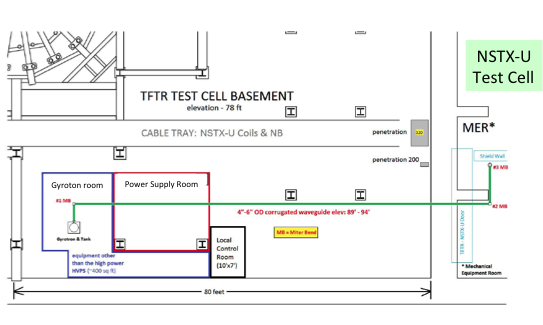 NSTX-U
Test Cell
TFTR TEST CELL BASEMENT
elevation - 78 ft
CABLE TRAY: NSTX-U Coils & NB
penetration
MER*
penetration 200
Shield Wall
#3 MB
Gyroton room
Power Supply Room
#1 MB
#2 MB
4"-6" OD corrugated waveguide elev: 89' - 94'
MB = Miter Bend
Gyrotron & Tank
Local
Control
Room
(10'x7')
equipment other
than the high power
HVPS (~400 sq ft)
* Mechanical
Equipment Room
80 feet